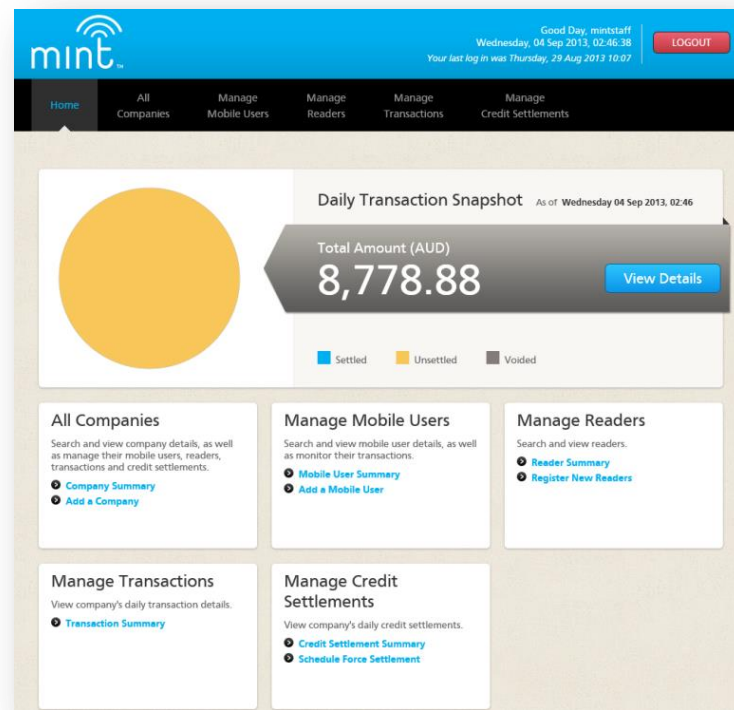 mint™
Good Day, mintstaff
Wednesday, 04 Sep 2013, 02:46:38
Your last log in was Thursday, 29 Aug 2013 10:07
LOGOUT
Home
All
Companies
Manage
Mobile Users
Manage
Readers
Manage
Transactions
Manage
Credit Settlements
Daily Transaction Snapshot As of Wednesday 04 Sep 2013, 02:46
Total Amount (AUD)
8,778.88
View Details
Settled Unsettled Voided
All Companies
Search and view company details, as well
as manage their mobile users, readers,
transactions and credit settlements.
Company Summary
Add a Company
Manage Mobile Users
Search and view mobile user details, as well
as monitor their transactions.
Mobile User Summary
Add a Mobile User
Manage Readers
Search and view readers.
Reader Summary
Register New Readers
Manage Transactions
View company's daily transaction details.
Transaction Summary
Manage Credit
Settlements
View company's daily credit settlements.
Credit Settlement Summary
Schedule Force Settlement